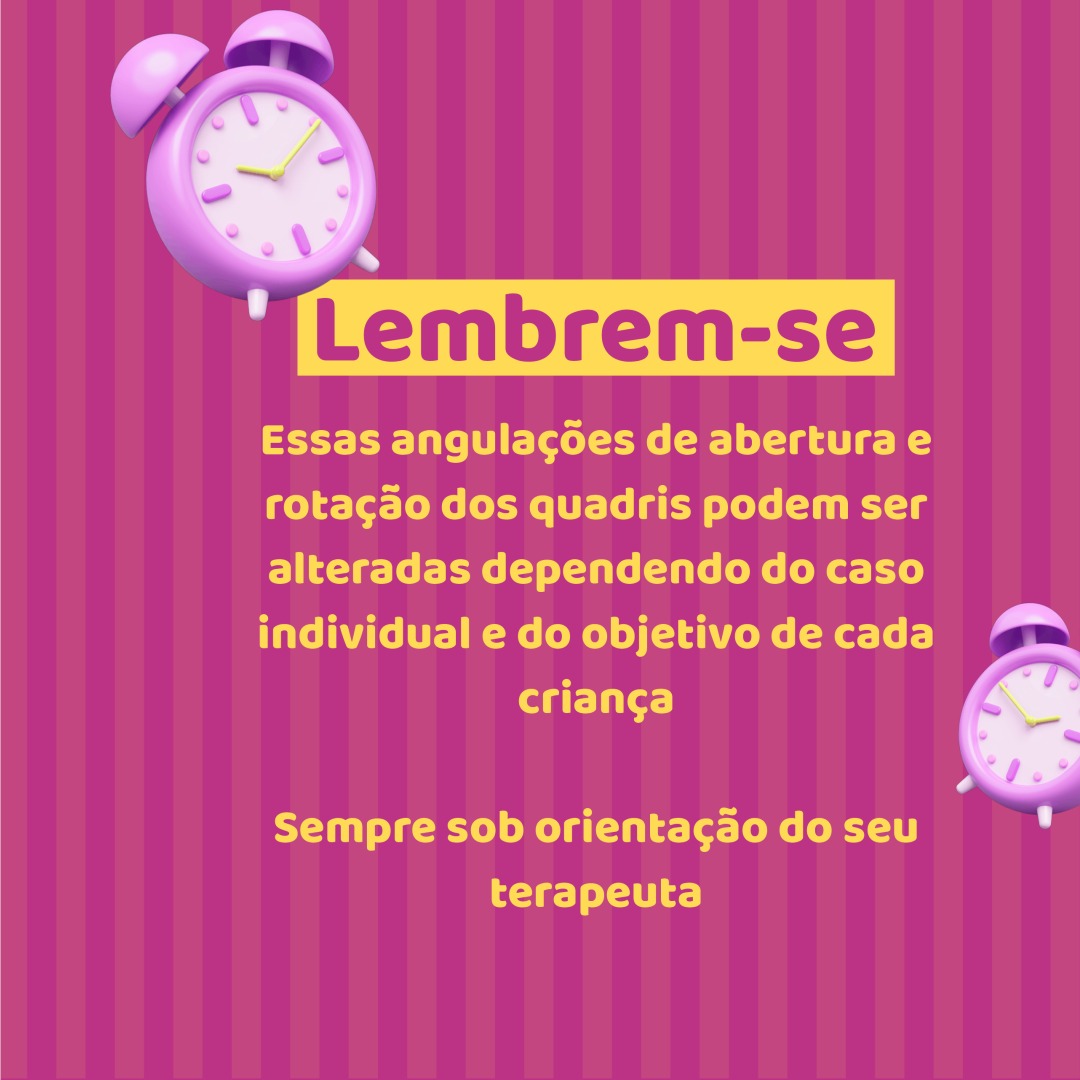 Lembrem-se
Essas angulações de abertura e
rotação dos quadris podem ser
alteradas dependendo do caso
individual e do objetivo de cada
criança
Sempre sob orientação do seu
terapeuta